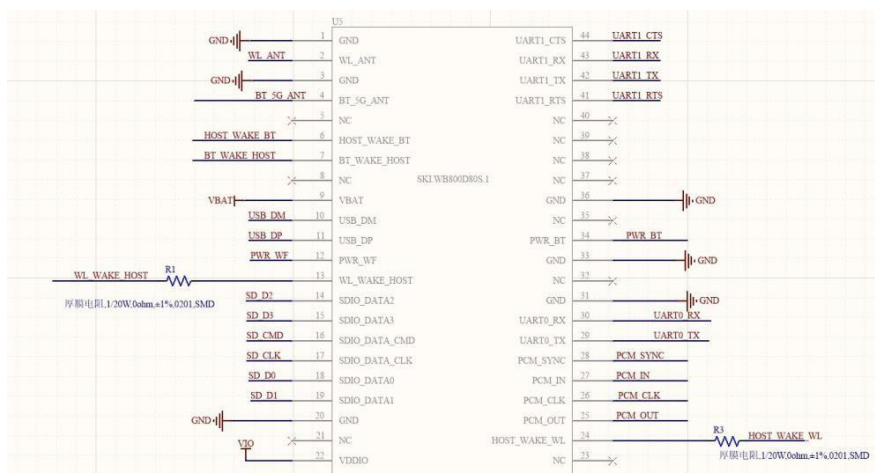 U5
GND 1 GND UART1_CTS 44 UART1_CTS
WL_ANT 2 WL_ANT UART1_RX 43 UART1_RX
GND 3 GND UART1_TX 42 UART1_TX
BT_5G_ANT 4 BT_5G_ANT UART1_RTS 41 UART1_RTS
5 NC NC 40
HOST_WAKE_BT 6 HOST_WAKE_BT NC 39
BT_WAKE_HOST 7 BT_WAKE_HOST NC 38
8 NC SKI.WB800D80S.1 NC 37
VBAT 9 VBAT GND 36 GND
USB_DM 10 USB_DM NC 35
USB_DP 11 USB_DP PWR_BT 34 PWR_BT
PWR_WF 12 PWR_WF GND 33 GND
WL_WAKE_HOST R1 13 WL_WAKE_HOST NC 32
厚膜电阻,1/20W,0ohm,±1%,0201,SMD
SD_D2 14 SDIO_DATA2 GND 31 GND
SD_D3 15 SDIO_DATA3 UART0_RX 30 UART0_RX
SD_CMD 16 SDIO_DATA_CMD UART0_TX 29 UART0_TX
SD_CLK 17 SDIO_DATA_CLK PCM_SYNC 28 PCM_SYNC
SD_D0 18 SDIO_DATA0 PCM_IN 27 PCM_IN
SD_D1 19 SDIO_DATA1 PCM_CLK 26 PCM_CLK
GND 20 GND PCM_OUT 25 PCM_OUT
21 NC HOST_WAKE_WL 24 R3 HOST_WAKE_WL
VIO 22 VDDIO NC 23
厚膜电阻,1/20W,0ohm,±1%,0201,SMD